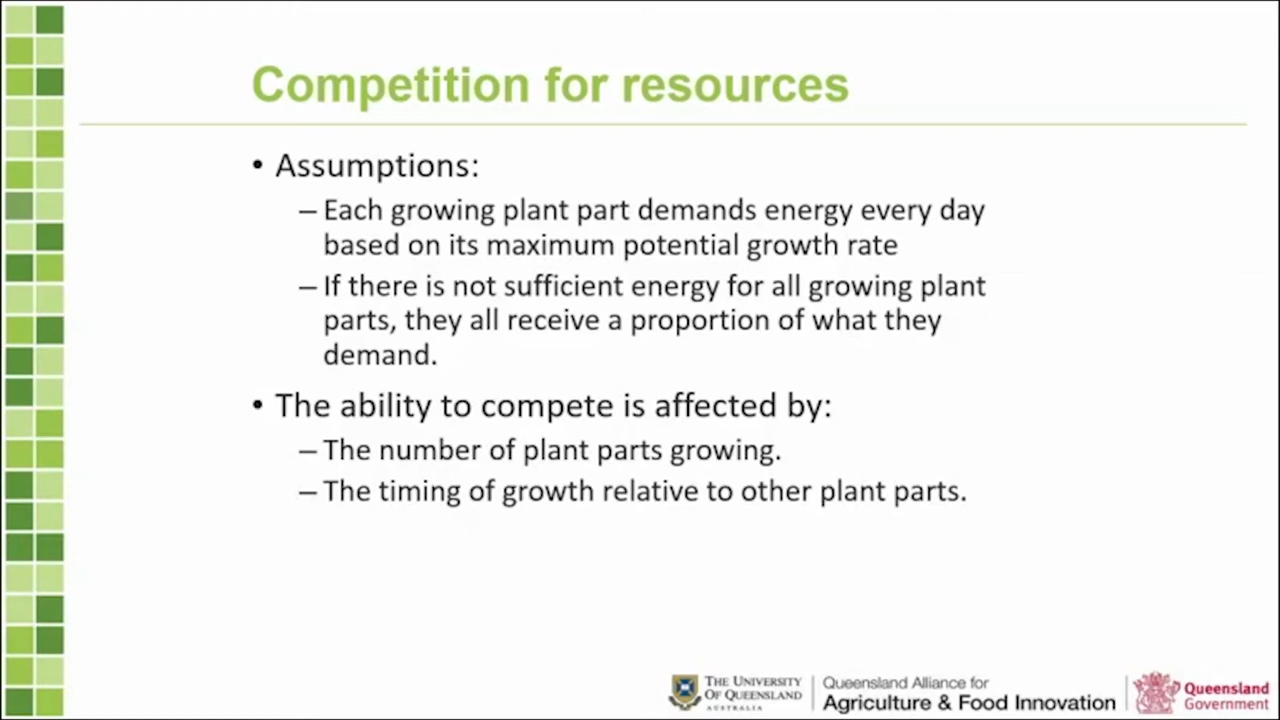 Competition for resources
• Assumptions:
– Each growing plant part demands energy every day
based on its maximum potential growth rate
– If there is not sufficient energy for all growing plant
parts, they all receive a proportion of what they
demand.
• The ability to compete is affected by:
– The number of plant parts growing.
– The timing of growth relative to other plant parts.
THE UNIVERSITY
OF QUEENSLAND
AUSTRALIA
Queensland Alliance for
Agriculture & Food Innovation
Queensland
Government